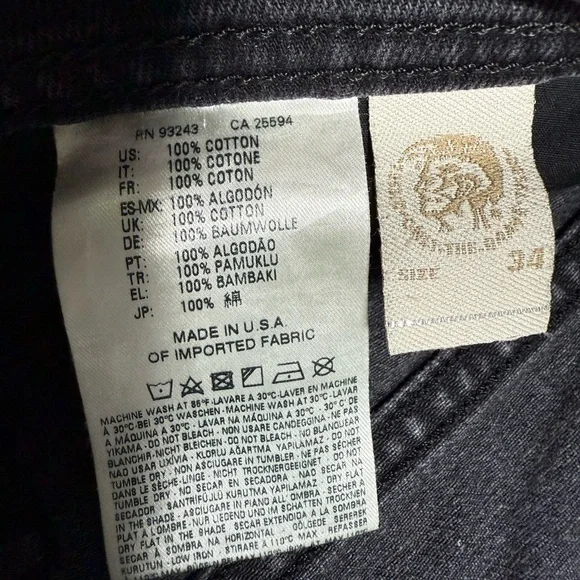 RN 93243 CA 25594
US: 100% COTTON
IT: 100% COTONE
FR: 100% COTON
ES-MX: 100% ALGODÓN
UK: 100% COTTON
DE: 100% BAUMWOLLE
PT: 100% ALGODÃO
TR: 100% PAMUKLU
EL: 100% BAMBAKI
JP: 100% 綿
MADE IN U.S.A.
OF IMPORTED FABRIC
MACHINE WASH AT 86°F-LAVARE A 30°C-LAVER EN MACHINE
A 30°C-BEI 30°C WASCHEN-MACHINE WASH AT 30°C-LAVAR
A MÁQUINA A 30°C-LAVAR NA MÁQUINA A 30°C - 30°C' DE
YIKAMA-DO NOT BLEACH-NON USARE CANDEGGINA-NE PAS
BLANCHIR-NICHT BLEICHEN-DO NOT BLEACH-NO BLANQUEAR
NÃO USAR LIXÍVIA - KLORLU AĞARTMA YAPILAMAZ - DO NOT
TUMBLE DRY- NON ASCIUGARE IN TUMBLER- NE PAS SECHER
DANS LE SÈCHE-LINGE- NICHT TROCKNERGEEIGNET- DO NOT
TUMBLE DRY- NO SECAR EN SECADORA - NÃO SECAR NA
SECADOR - SANTRİFÜJLÜ KURUTMA YAPILAMAZ- DRY FLAT
IN THE SHADE - ASCIUGARE IN PIANO ALL' OMBRA- SECHER
PLAT A L'OMBRE- NUR LIEGEND UND IM SCHATTEN TROCKNEN-
DRY FLAT IN THE SHADE- SECAR EXTENDIDA A LA SOMBRA
SECAR À SOMBRA NA HORIZONTAL- GÖLGEDE SEREREK
KURUTUN - LOW IRON - STIRARE A 110°C MAX - REPASSER
SIZE 34